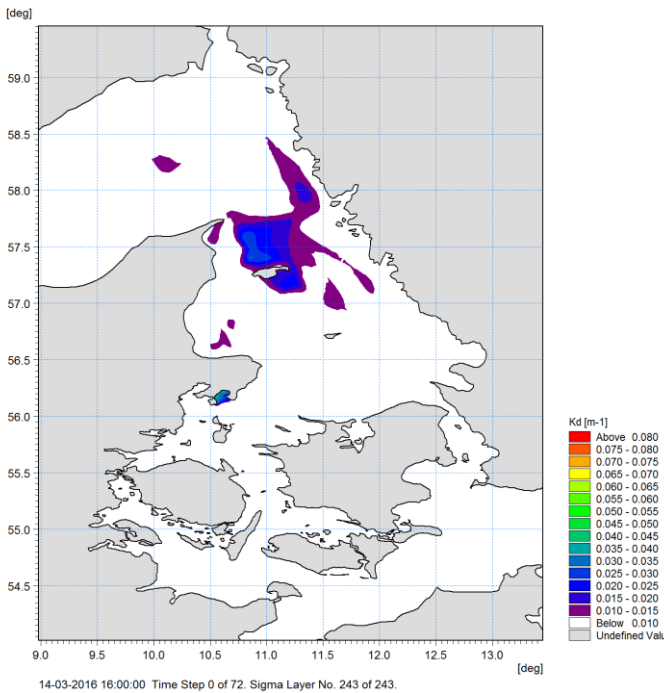 [deg]
59.0
58.5
58.0
57.5
57.0
56.5
56.0
55.5
55.0
54.5
9.0 9.5 10.0 10.5 11.0 11.5 12.0 12.5 13.0
[deg]
Kd [m-1]
Above 0.080
0.075 - 0.080
0.070 - 0.075
0.065 - 0.070
0.060 - 0.065
0.055 - 0.060
0.050 - 0.055
0.045 - 0.050
0.040 - 0.045
0.035 - 0.040
0.030 - 0.035
0.025 - 0.030
0.020 - 0.025
0.015 - 0.020
0.010 - 0.015
Below 0.010
Undefined Valu
14-03-2016 16:00:00 Time Step 0 of 72. Sigma Layer No. 243 of 243.